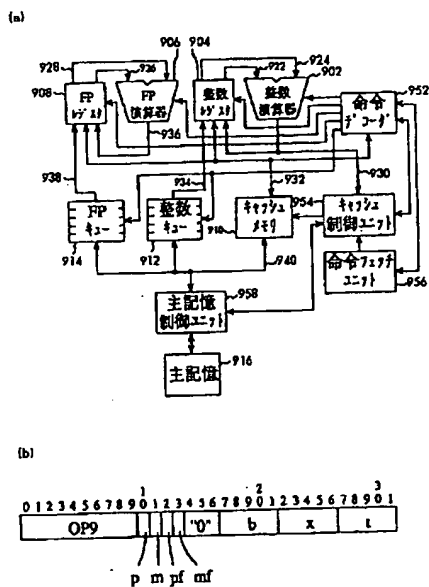 (a)
928
926
906
904
922
924
902
908
FP
レジスタ
FP
演算器
整数
レジスタ
整数
演算器
命令
デコーダ
952
936
938
934
932
930
FP
キュー
914
整数
キュー
912
キャッシュ
メモリ
910
954
キャッシュ
制御ユニット
940
命令フェッチ
ユニット
956
主記憶
制御ユニット
958
主記憶
916
(b)
1 2 3
0 1 2 3 4 5 6 7 8 9 0 1 2 3 4 5 6 7 8 9 0 1 2 3 4 5 6 7 8 9 0 1
OP9 "0" b x t
p m pf mf